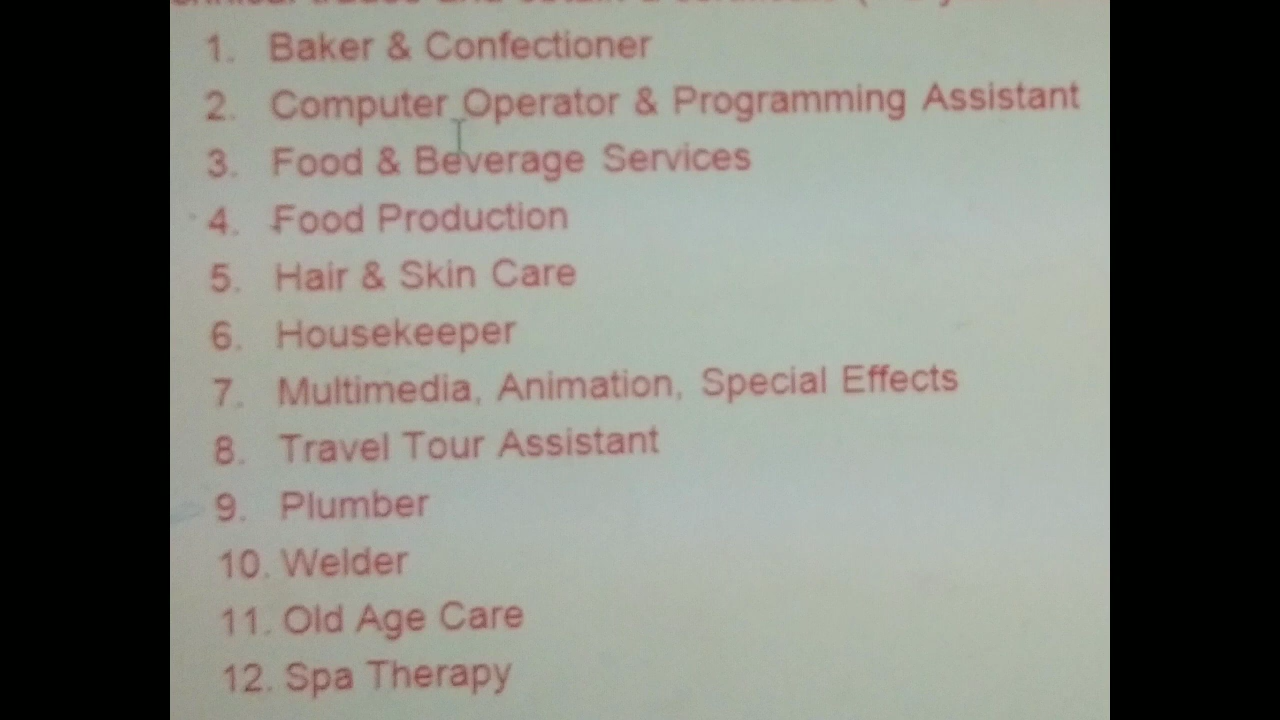 1. Baker & Confectioner
2. Computer Operator & Programming Assistant
3. Food & Beverage Services
4. Food Production
5. Hair & Skin Care
6. Housekeeper
7. Multimedia, Animation, Special Effects
8. Travel Tour Assistant
9. Plumber
10. Welder
11. Old Age Care
12. Spa Therapy